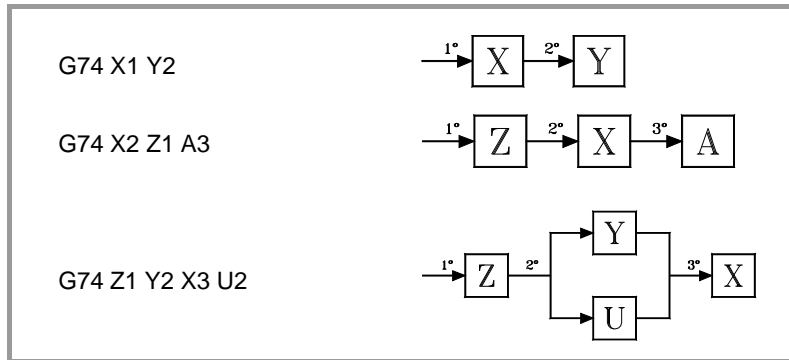 G74 X1 Y2
1° X 2° Y
G74 X2 Z1 A3
1° Z 2° X 3° A
G74 Z1 Y2 X3 U2
1° Z 2° Y U 3° X